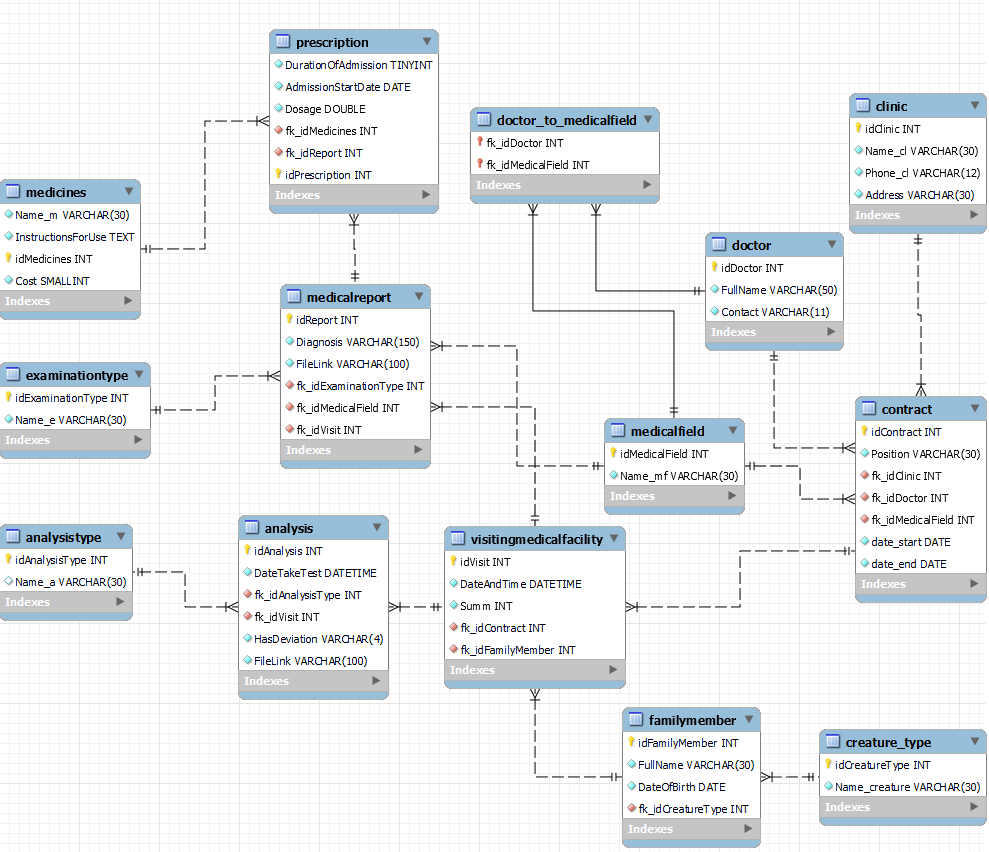 prescription
DurationOfAdmission TINYINT
AdmissionStartDate DATE
Dosage DOUBLE
fk_idMedicines INT
fk_idReport INT
idPrescription INT
Indexes
doctor_to_medicalfield
fk_idDoctor INT
fk_idMedicalField INT
Indexes
clinic
idClinic INT
Name_cl VARCHAR(30)
Phone_cl VARCHAR(12)
Address VARCHAR(30)
Indexes
medicines
Name_m VARCHAR(30)
InstructionsForUse TEXT
idMedicines INT
Cost SMALLINT
Indexes
doctor
idDoctor INT
FullName VARCHAR(50)
Contact VARCHAR(11)
Indexes
medicalreport
idReport INT
Diagnosis VARCHAR(150)
FileLink VARCHAR(100)
fk_idExaminationType INT
fk_idMedicalField INT
fk_idVisit INT
Indexes
examinationtype
idExaminationType INT
Name_e VARCHAR(30)
Indexes
medicalfield
idMedicalField INT
Name_mf VARCHAR(30)
Indexes
contract
idContract INT
Position VARCHAR(30)
fk_idClinic INT
fk_idDoctor INT
fk_idMedicalField INT
date_start DATE
date_end DATE
Indexes
analysistype
idAnalysisType INT
Name_a VARCHAR(30)
Indexes
analysis
idAnalysis INT
DateTakeTest DATETIME
fk_idAnalysisType INT
fk_idVisit INT
HasDeviation VARCHAR(4)
FileLink VARCHAR(100)
Indexes
visitingmedicalfacility
idVisit INT
DateAndTime DATETIME
Summ INT
fk_idContract INT
fk_idFamilyMember INT
Indexes
familymember
idFamilyMember INT
FullName VARCHAR(30)
DateOfBirth DATE
fk_idCreatureType INT
Indexes
creature_type
idCreatureType INT
Name_creature VARCHAR(30)
Indexes